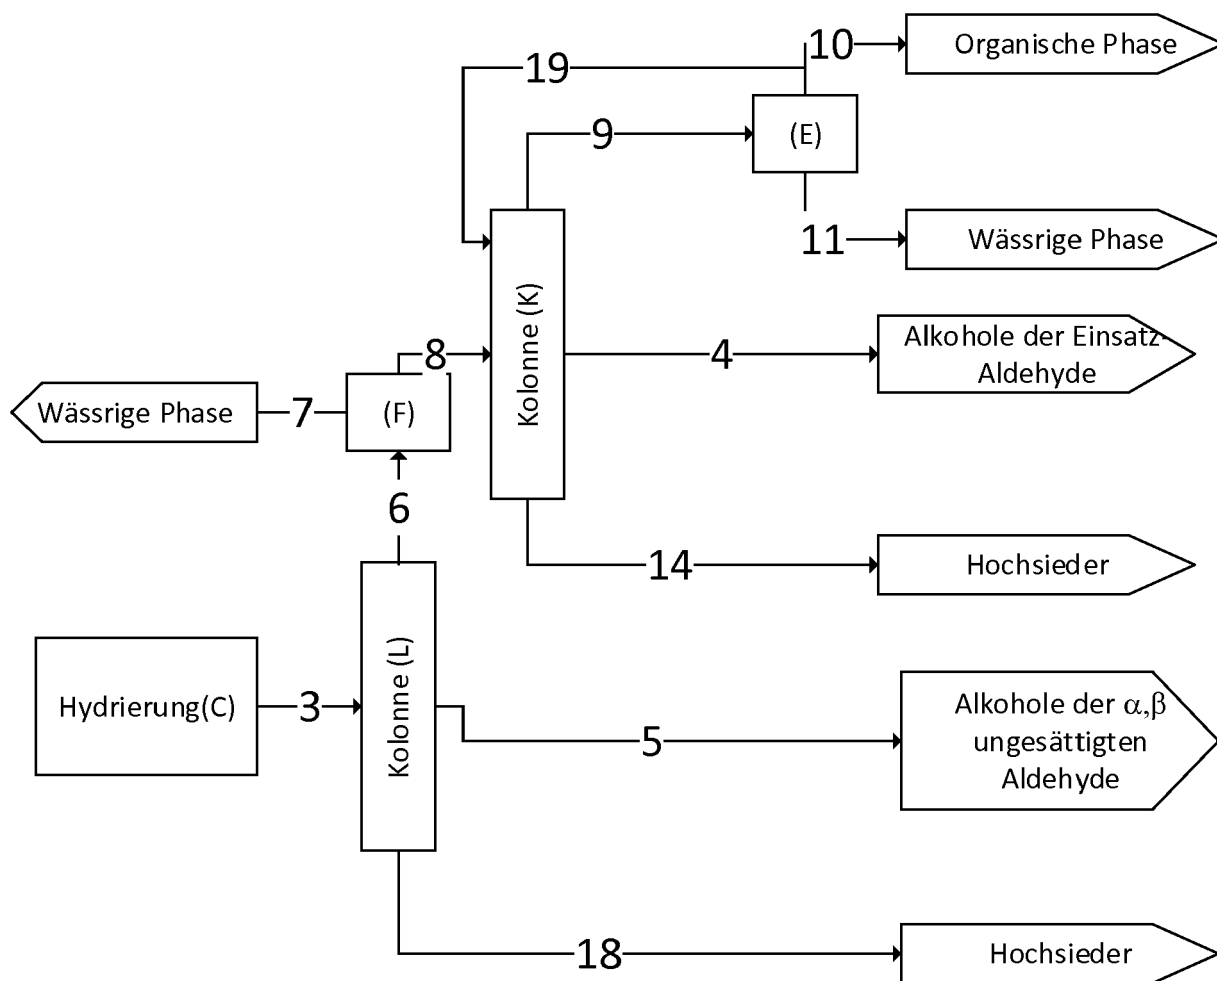 10
Organische Phase
19
9
(E)
11
Wässrige Phase
Kolonne (K)
8
4
Alkohole der Einsatz-
Aldehyde
Wässrige Phase
7
(F)
6
14
Hochsieder
Hydrierung(C)
3
Kolonne (L)
5
Alkohole der α,β
ungesättigten
Aldehyde
18
Hochsieder